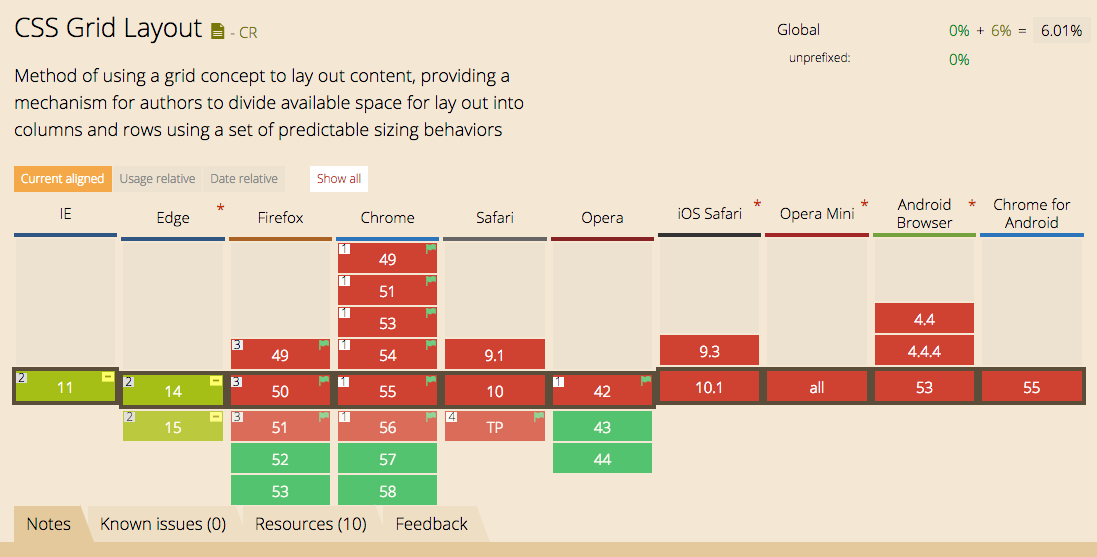 CSS Grid Layout - CR
Global 0% + 6% = 6.01%
unprefixed: 0%
Method of using a grid concept to lay out content, providing a
mechanism for authors to divide available space for lay out into
columns and rows using a set of predictable sizing behaviors
Current aligned Usage relative Date relative Show all
IE Edge * Firefox Chrome Safari Opera iOS Safari * Opera Mini * Android Browser * Chrome for Android
1 49
1 51
1 53 4.4
3 49 1 54 9.1 9.3 4.4.4
2 11 2 14 3 50 1 55 10 1 42 10.1 all 53 55
2 15 3 51 1 56 4 TP 43
52 57 44
53 58
Notes Known issues (0) Resources (10) Feedback